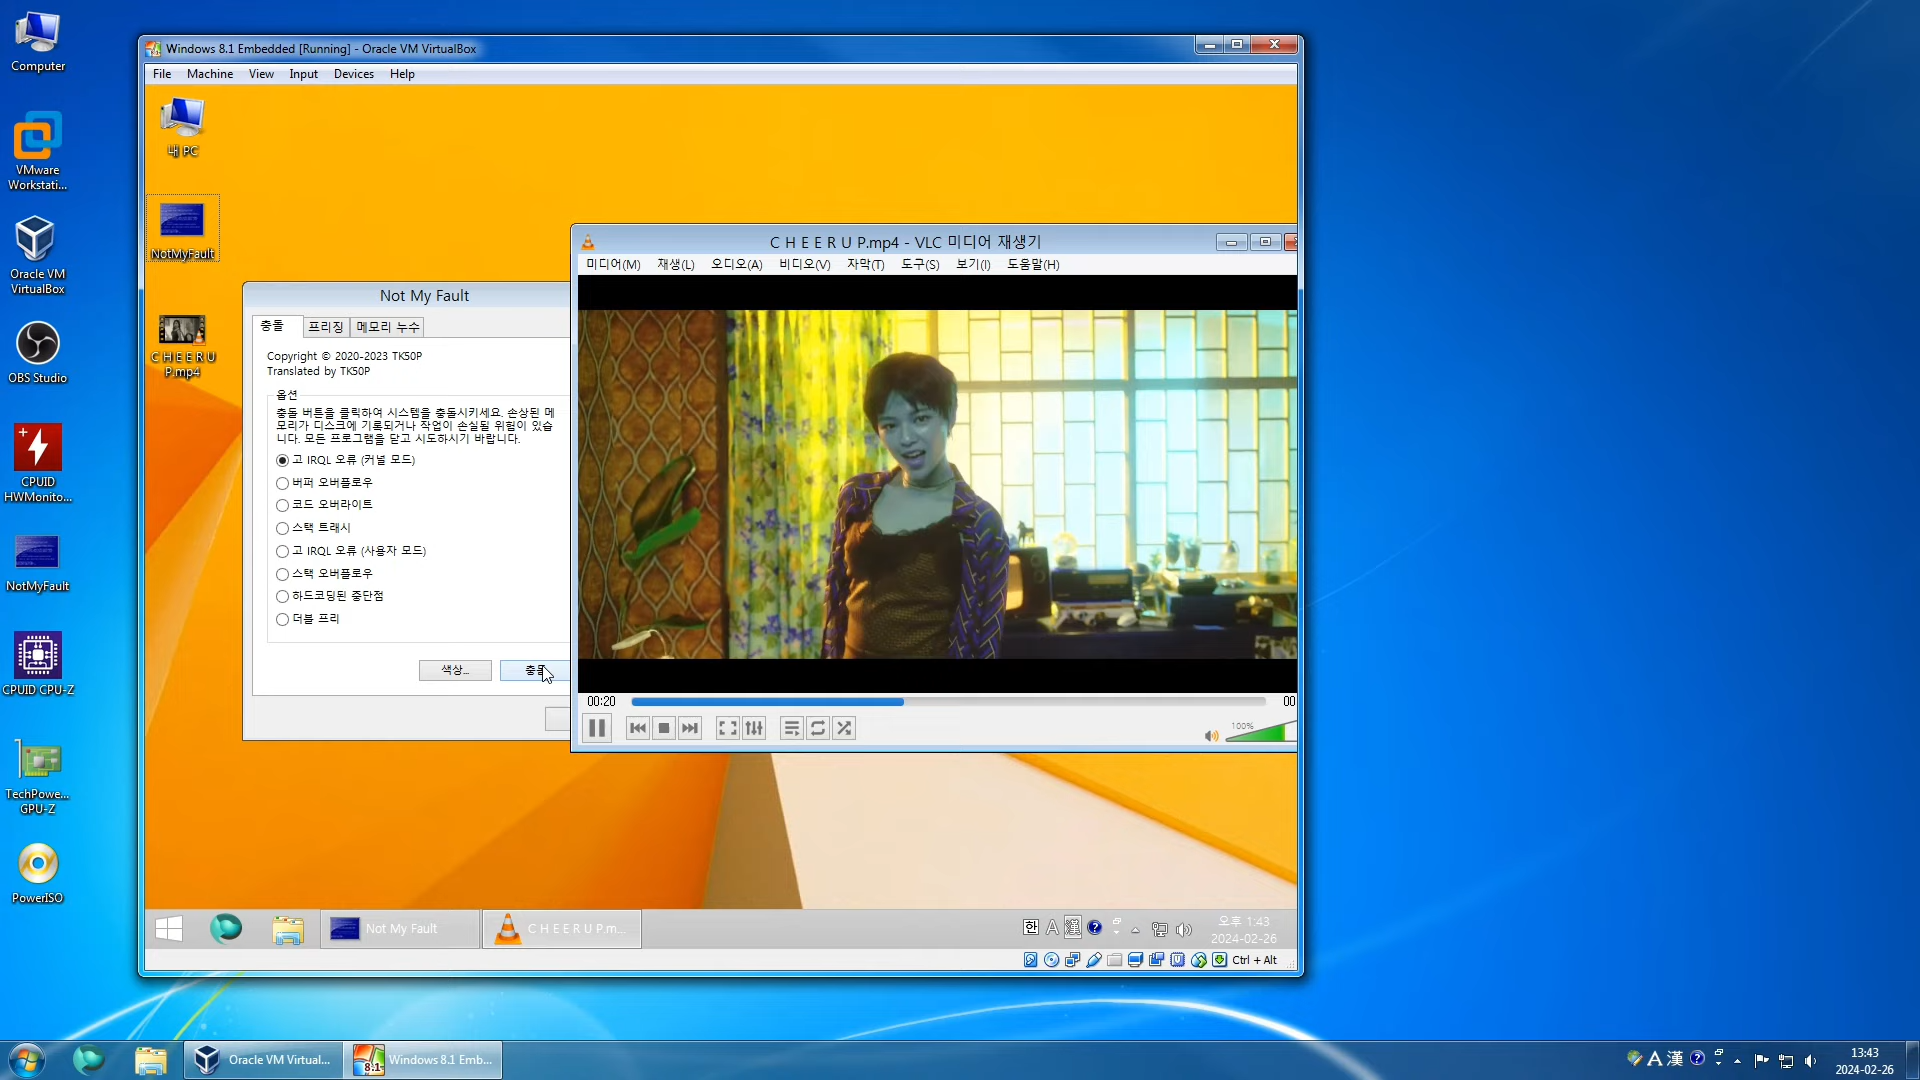 Computer
VMware
Workstati...
Oracle VM
VirtualBox
OBS Studio
CPUID
HWMonito...
NotMyFault
CPUID CPU-Z
TechPowe...
GPU-Z
PowerISO
Windows 8.1 Embedded [Running] - Oracle VM VirtualBox
File Machine View Input Devices Help
내 PC
NotMyFault
C H E E R U
P.mp4
Not My Fault
충돌 프리징 메모리 누수
Copyright © 2020-2023 TK50P
Translated by TK50P
옵션
충돌 버튼을 클릭하여 시스템을 충돌시키세요. 손상된 메
모리가 디스크에 기록되거나 작업이 손실될 위험이 있습
니다. 모든 프로그램을 닫고 시도하시기 바랍니다.
고 IRQL 오류 (커널 모드)
버퍼 오버플로우
코드 오버라이트
스택 트래시
고 IRQL 오류 (사용자 모드)
스택 오버플로우
하드코딩된 중단점
더블 프리
색상...
충돌
C H E E R U P.mp4 - VLC 미디어 재생기
미디어(M) 재생(L) 오디오(A) 비디오(V) 자막(T) 도구(S) 보기(I) 도움말(H)
00:20
00
100%
Not My Fault
C H E E R U P.m...
한 A 漢
오후 1:43
2024-02-26
Ctrl + Alt
Oracle VM Virtual...
8.1
Windows 8.1 Emb...
A 漢
13:43
2024-02-26